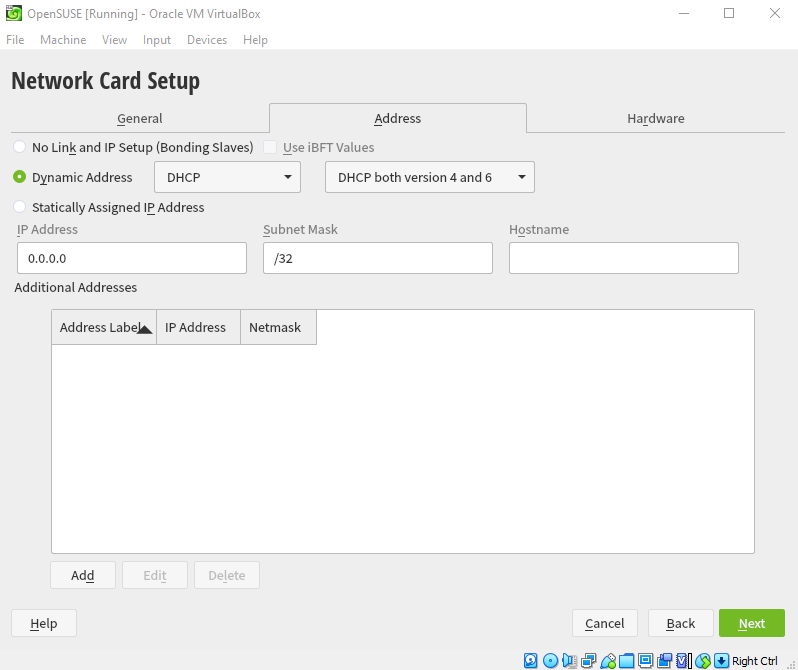 OpenSUSE [Running] - Oracle VM VirtualBox
File Machine View Input Devices Help
Network Card Setup
General Address Hardware
No Link and IP Setup (Bonding Slaves) Use iBFT Values
Dynamic Address DHCP DHCP both version 4 and 6
Statically Assigned IP Address
IP Address Subnet Mask Hostname
0.0.0.0 /32
Additional Addresses
Address Label IP Address Netmask
Add Edit Delete
Help Cancel Back Next
Right Ctrl